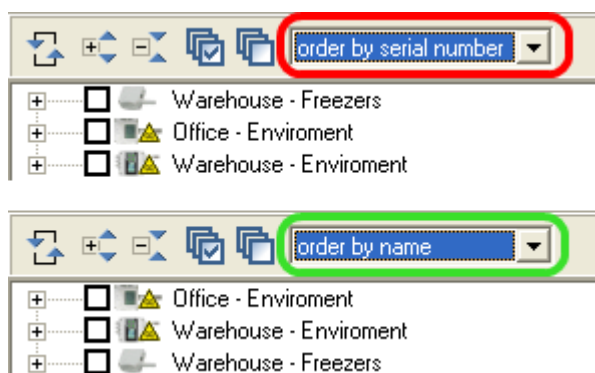 order by serial number
Warehouse - Freezers
Office - Enviroment
Warehouse - Enviroment
order by name
Office - Enviroment
Warehouse - Enviroment
Warehouse - Freezers